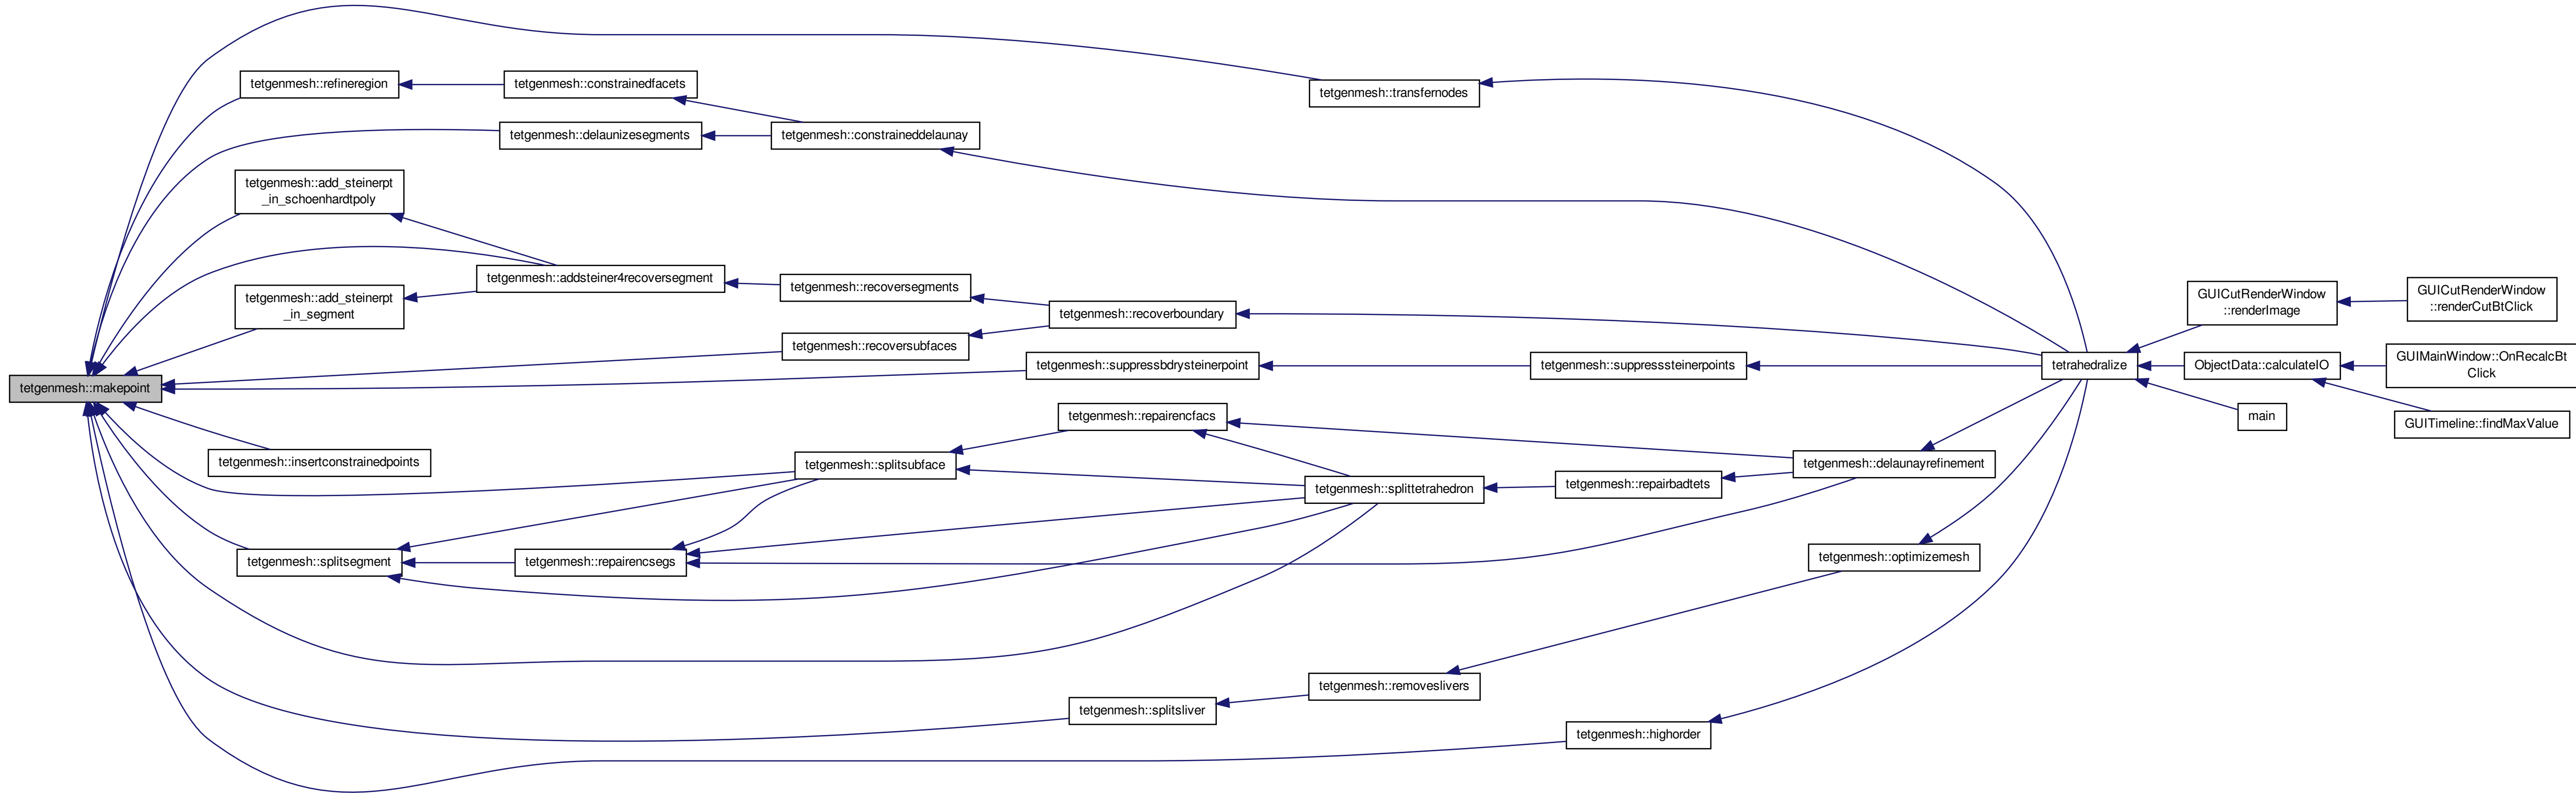 tetgenmesh::makepoint
tetgenmesh::refineregion
tetgenmesh::constrainedfacets
tetgenmesh::delaunizesegments
tetgenmesh::constraineddelaunay
tetgenmesh::transfernodes
tetgenmesh::add_steinerpt
_in_schoenhardtpoly
tetgenmesh::addsteiner4recoversegment
tetgenmesh::add_steinerpt
_in_segment
tetgenmesh::recoversegments
tetgenmesh::recoversubfaces
tetgenmesh::recoverboundary
tetgenmesh::suppressbdrysteinerpoint
tetgenmesh::suppresssteinerpoints
tetgenmesh::insertconstrainedpoints
tetgenmesh::repairencfacs
tetgenmesh::splitsubface
tetgenmesh::splitsegment
tetgenmesh::repairencsegs
tetgenmesh::splittetrahedron
tetgenmesh::repairbadtets
tetgenmesh::delaunayrefinement
tetgenmesh::optimizemesh
tetgenmesh::removeslivers
tetgenmesh::splitsliver
tetgenmesh::highorder
tetrahedralize
GUICutRenderWindow
::renderImage
GUICutRenderWindow
::renderCutBtClick
ObjectData::calculateIO
GUIMainWindow::OnRecalcBt
Click
main
GUITimeline::findMaxValue